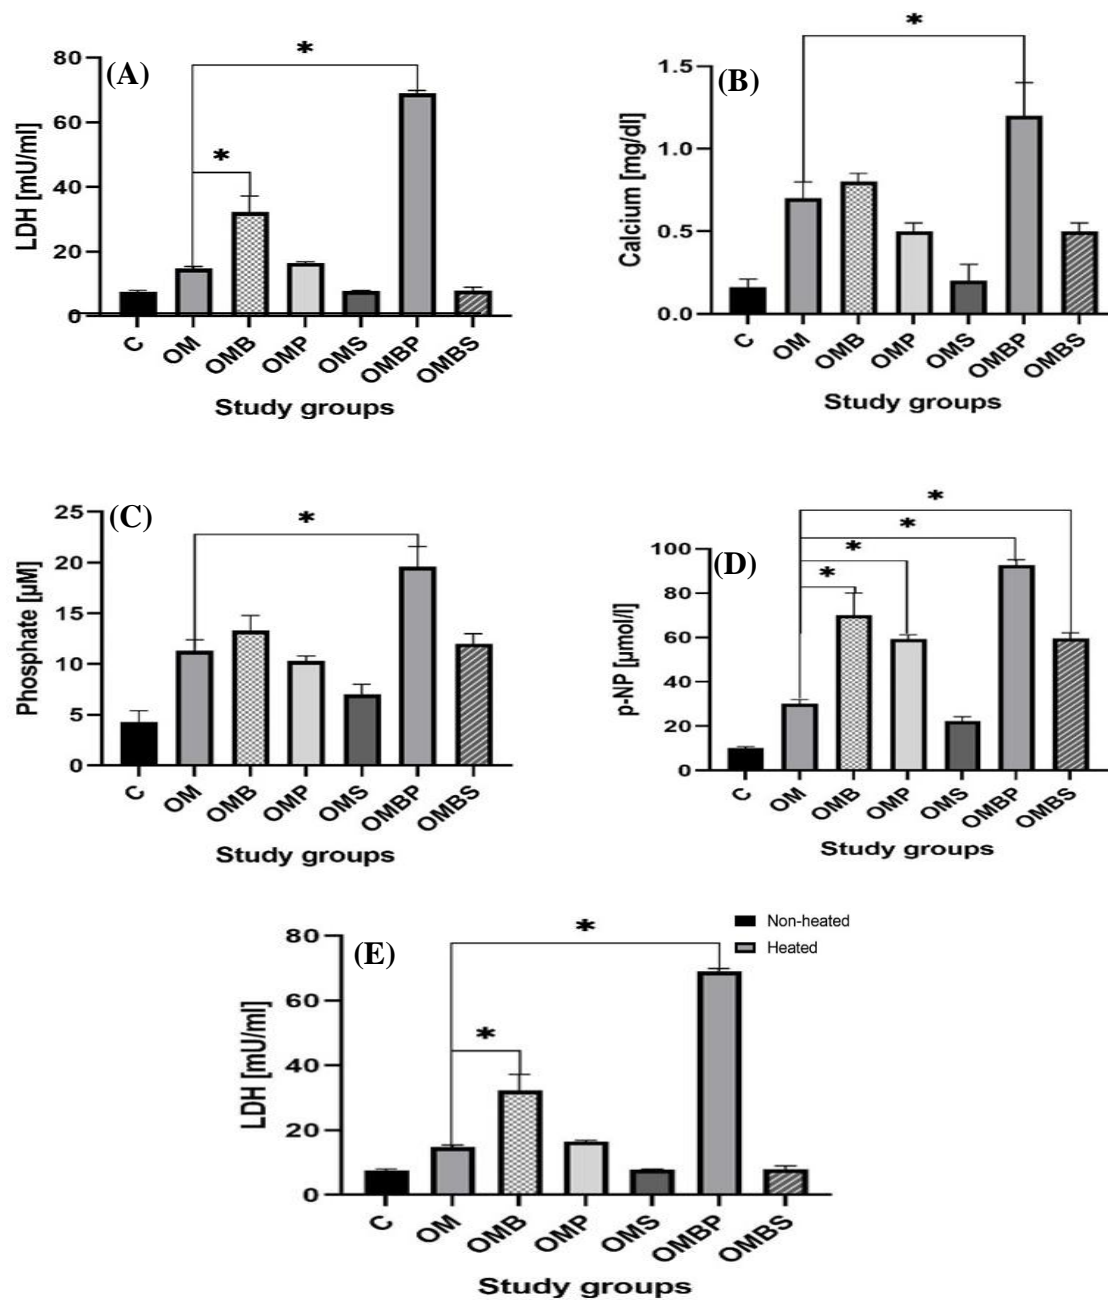 (A)
LDH [mU/ml]
80
60
40
20
0
*
*
C OM OMB OMP OMS OMBP OMBS
Study groups
(B)
Calcium [mg/dl]
1.5
1.0
0.5
0.0
*
C OM OMB OMP OMS OMBP OMBS
Study groups
(C)
Phosphate [µM]
25
20
15
10
5
0
*
C OM OMB OMP OMS OMBP OMBS
Study groups
(D)
p-NP [µmol/l]
100
80
60
40
20
0
*
*
*
*
C OM OMB OMP OMS OMBP OMBS
Study groups
(E)
LDH [mU/ml]
80
60
40
20
0
*
*
Non-heated
Heated
C OM OMB OMP OMS OMBP OMBS
Study groups